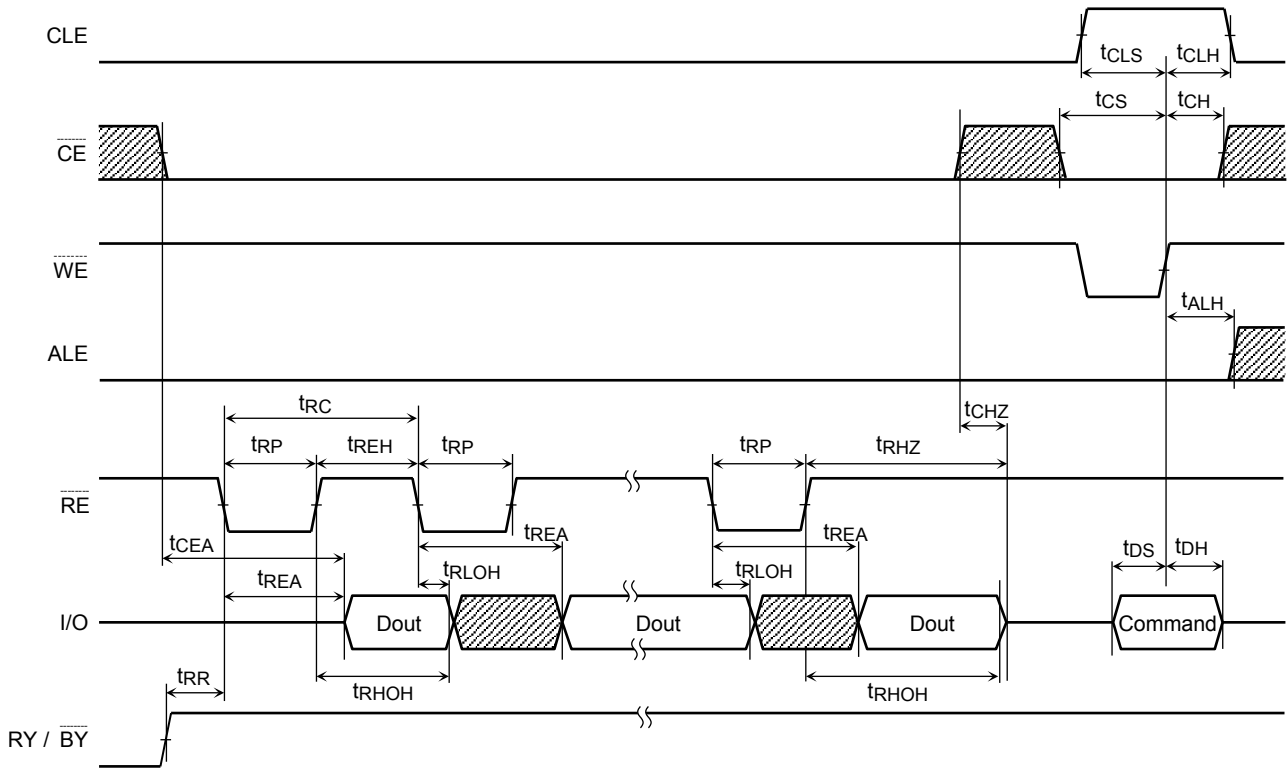 CLE
tCLS tCLH
tCS tCH
CE
WE
tALH
ALE
tRC
tCHZ
tRP tREH tRP tRP tRHZ
RE
tCEA tREA tREA tDS tDH
tREA tRLOH tRLOH
I/O Dout Dout Dout Command
tRR tRHOH tRHOH
RY / BY